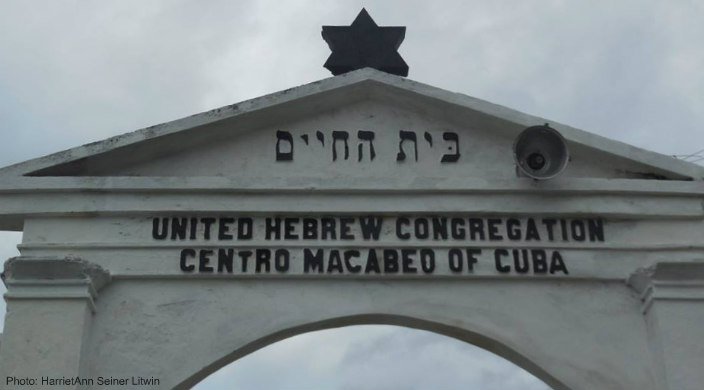 בית החיים
UNITED HEBREW CONGREGATION
CENTRO MACABEO OF CUBA
Photo: HarrietAnn Seiner Litwin